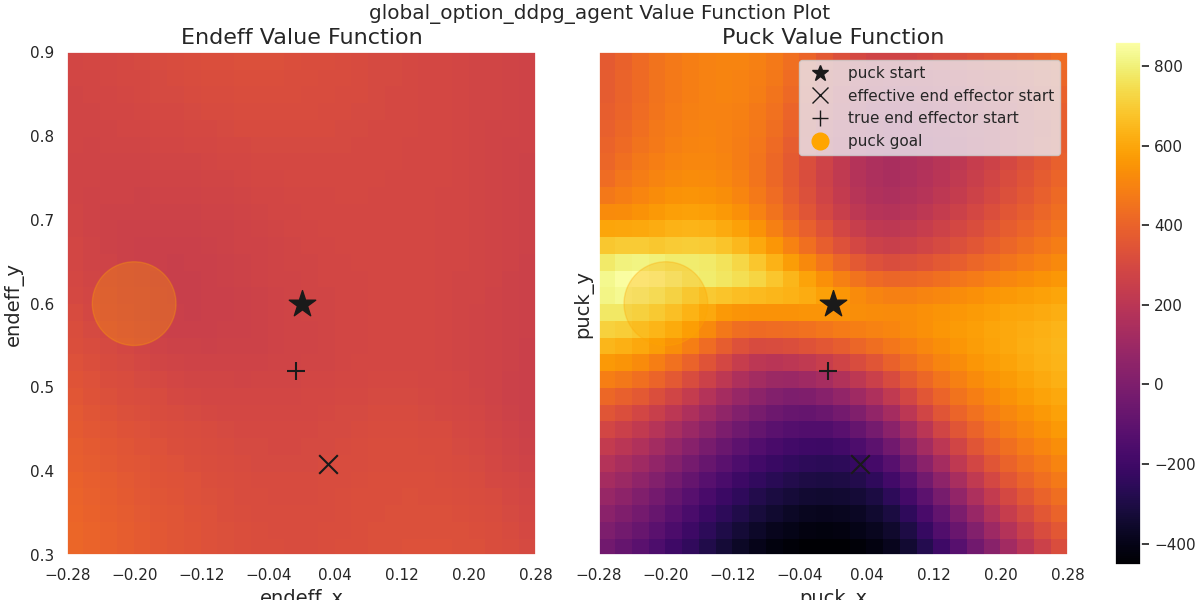 global_option_ddpg_agent Value Function Plot
Endeff Value Function
0.9
0.8
0.7
0.6
0.5
0.4
0.3
endeff_y
−0.28 −0.20 −0.12 −0.04 0.04 0.12 0.20 0.28
endeff_x
Puck Value Function
puck start
effective end effector start
true end effector start
puck goal
puck_y
−0.28 −0.20 −0.12 −0.04 0.04 0.12 0.20 0.28
puck_x
800
600
400
200
0
−200
−400